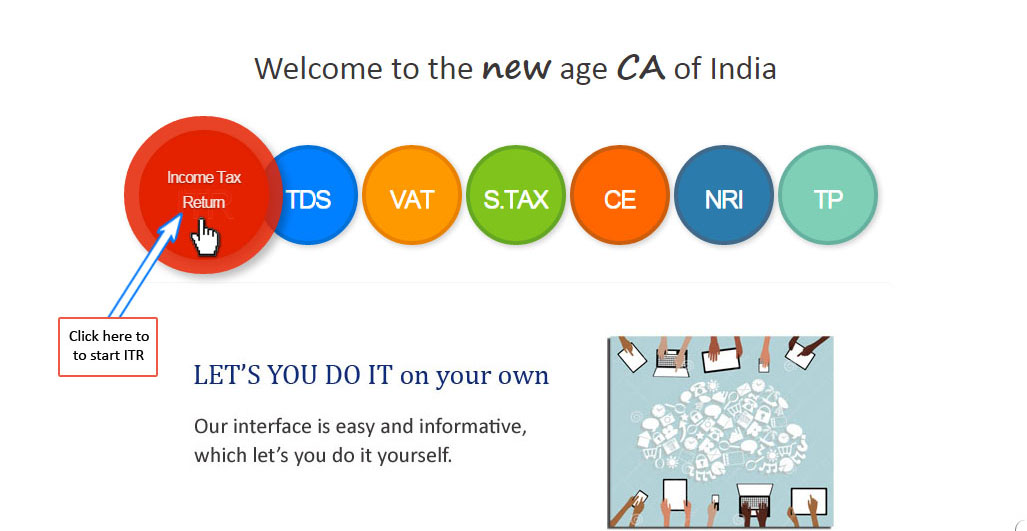 Welcome to the new age CA of India
Income Tax
Return
ITR
TDS
VAT
S.TAX
CE
NRI
TP
Click here to
to start ITR
LET'S YOU DO IT on your own
Our interface is easy and informative,
which let's you do it yourself.